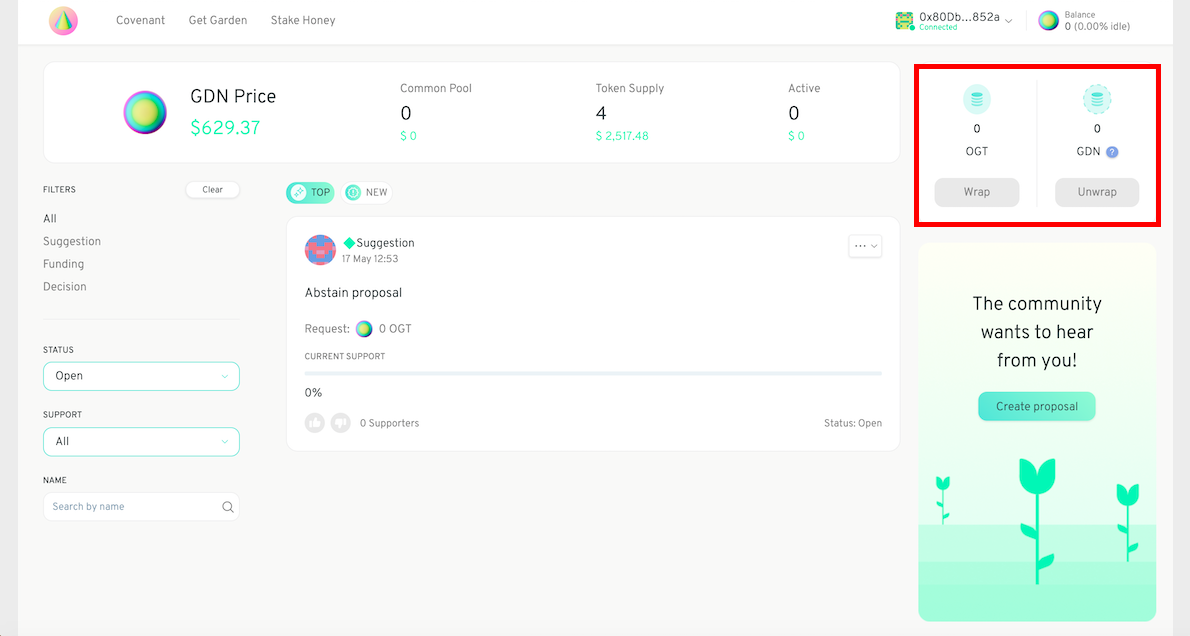 Covenant
Get Garden
Stake Honey
0x80Db...852a
Connected
Balance
0 (0.00% idle)
GDN Price
$629.37
Common Pool
0
$ 0
Token Supply
4
$ 2,517.48
Active
0
$ 0
0
OGT
Wrap
0
GDN ?
Unwrap
FILTERS
Clear
All
Suggestion
Funding
Decision
STATUS
Open
SUPPORT
All
NAME
Search by name
TOP
NEW
Suggestion
17 May 12:53
Abstain proposal
Request: 0 OGT
CURRENT SUPPORT
0%
0 Supporters
Status: Open
The community
wants to hear
from you!
Create proposal